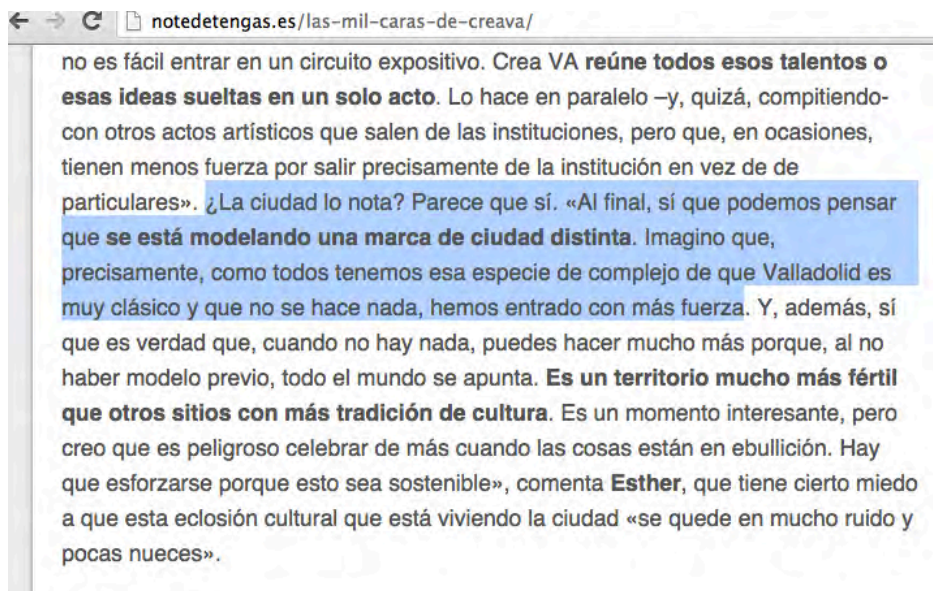 notedetengas.es/las-mil-caras-de-creava/
no es fácil entrar en un circuito expositivo. Crea VA reúne todos esos talentos o
esas ideas sueltas en un solo acto. Lo hace en paralelo –y, quizá, compitiendo-
con otros actos artísticos que salen de las instituciones, pero que, en ocasiones,
tienen menos fuerza por salir precisamente de la institución en vez de de
particulares». ¿La ciudad lo nota? Parece que sí. «Al final, sí que podemos pensar
que se está modelando una marca de ciudad distinta. Imagino que,
precisamente, como todos tenemos esa especie de complejo de que Valladolid es
muy clásico y que no se hace nada, hemos entrado con más fuerza. Y, además, sí
que es verdad que, cuando no hay nada, puedes hacer mucho más porque, al no
haber modelo previo, todo el mundo se apunta. Es un territorio mucho más fértil
que otros sitios con más tradición de cultura. Es un momento interesante, pero
creo que es peligroso celebrar de más cuando las cosas están en ebullición. Hay
que esforzarse porque esto sea sostenible», comenta Esther, que tiene cierto miedo
a que esta eclosión cultural que está viviendo la ciudad «se quede en mucho ruido y
pocas nueces».